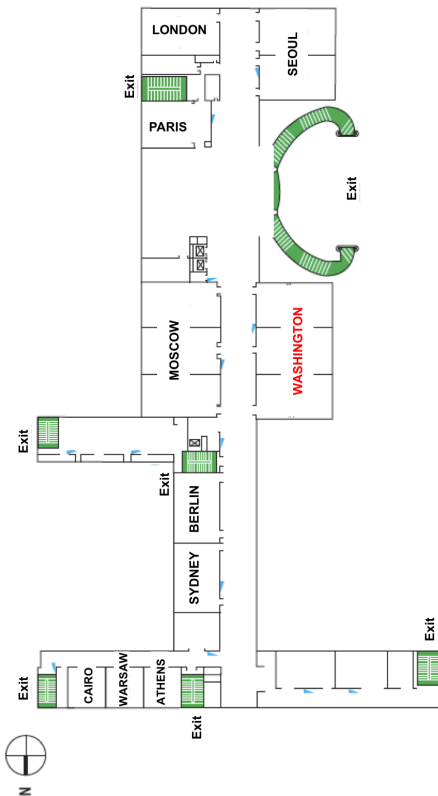 LONDON
SEOUL
Exit
PARIS
Exit
MOSCOW
WASHINGTON
Exit
Exit
BERLIN
SYDNEY
Exit
Exit
CAIRO
WARSAW
ATHENS
Exit
N